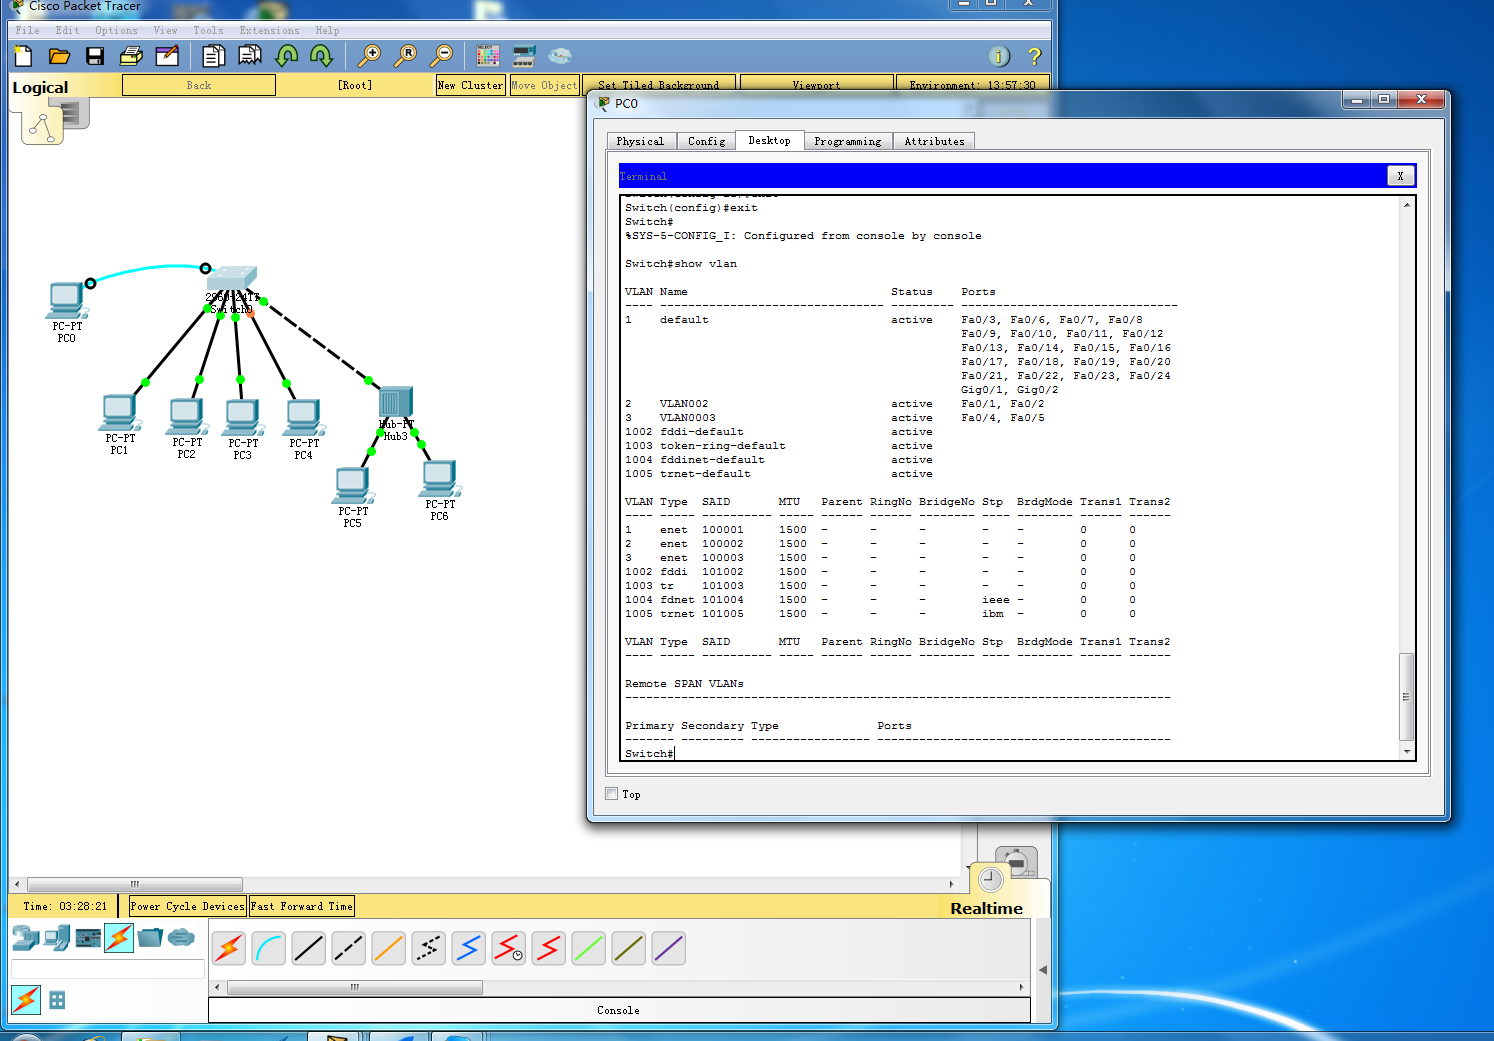 Cisco Packet Tracer
File Edit Options View Tools Extensions Help
Logical
Back
[Root]
New Cluster
Move Object
Set Tiled Background
Viewport
Environment: 13:57:30
PC-PT
PC0
2960-24TT
Switch0
PC-PT
PC1
PC-PT
PC2
PC-PT
PC3
PC-PT
PC4
Hub-PT
Hub3
PC-PT
PC5
PC-PT
PC6
PC0
Physical Config Desktop Programming Attributes
Terminal
X
Switch(config)#exit
Switch#
%SYS-5-CONFIG_I: Configured from console by console
Switch#show vlan
VLAN Name Status Ports
---- -------------------------------- --------- -------------------------------
1 default active Fa0/3, Fa0/6, Fa0/7, Fa0/8
Fa0/9, Fa0/10, Fa0/11, Fa0/12
Fa0/13, Fa0/14, Fa0/15, Fa0/16
Fa0/17, Fa0/18, Fa0/19, Fa0/20
Fa0/21, Fa0/22, Fa0/23, Fa0/24
Gig0/1, Gig0/2
2 VLAN002 active Fa0/1, Fa0/2
3 VLAN0003 active Fa0/4, Fa0/5
1002 fddi-default active
1003 token-ring-default active
1004 fddinet-default active
1005 trnet-default active
VLAN Type SAID MTU Parent RingNo BridgeNo Stp BrdgMode Trans1 Trans2
---- ----- ---------- ----- ------ ------ -------- ---- -------- ------ ------
1 enet 100001 1500 - - - - - 0 0
2 enet 100002 1500 - - - - - 0 0
3 enet 100003 1500 - - - - - 0 0
1002 fddi 101002 1500 - - - - - 0 0
1003 tr 101003 1500 - - - - - 0 0
1004 fdnet 101004 1500 - - - ieee - 0 0
1005 trnet 101005 1500 - - - ibm - 0 0
VLAN Type SAID MTU Parent RingNo BridgeNo Stp BrdgMode Trans1 Trans2
---- ----- ---------- ----- ------ ------ -------- ---- -------- ------ ------
Remote SPAN VLANs
------------------------------------------------------------------------------
Primary Secondary Type Ports
------- --------- ----------------- ------------------------------------------
Switch#
Top
Time: 03:28:21
Power Cycle Devices
Fast Forward Time
Realtime
Console